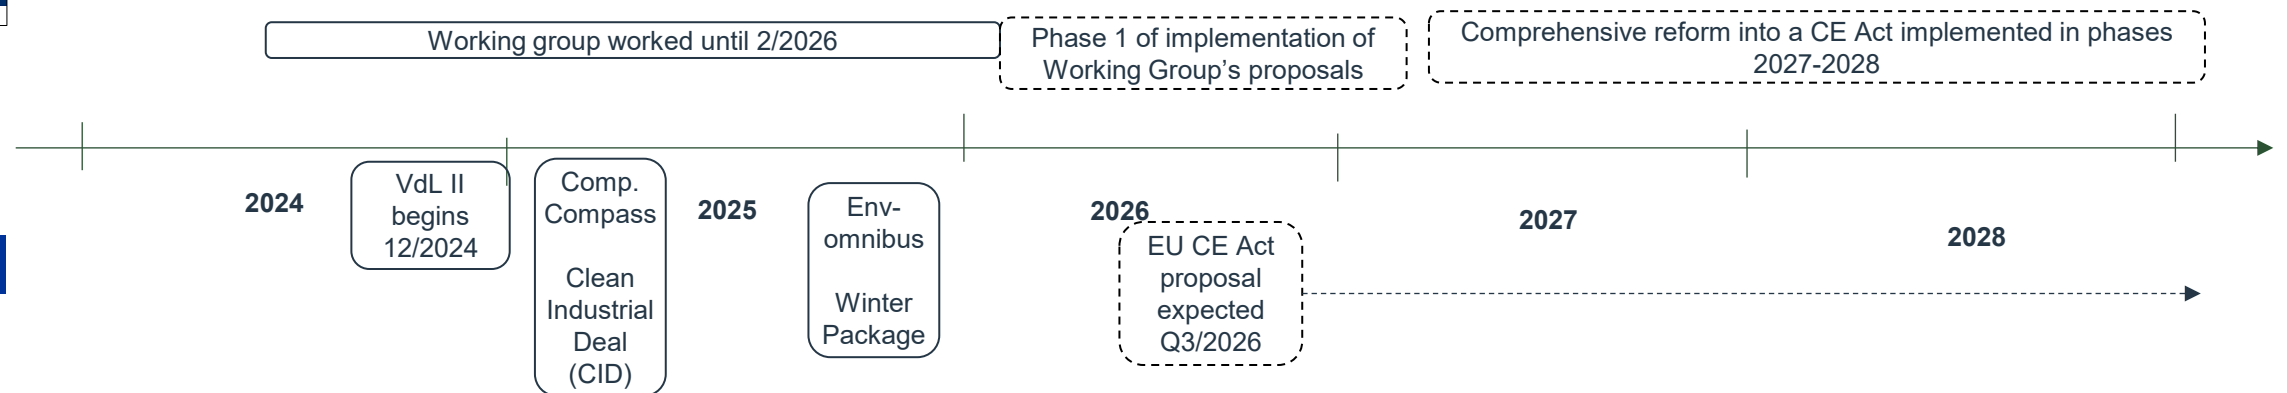 Working group worked until 2/2026
Phase 1 of implementation of
Working Group’s proposals
Comprehensive reform into a CE Act implemented in phases
2027-2028
2024
VdL II
begins
12/2024
Comp.
Compass
Clean
Industrial
Deal
(CID)
2025
Env-
omnibus
Winter
Package
2026
EU CE Act
proposal
expected
Q3/2026
2027
2028